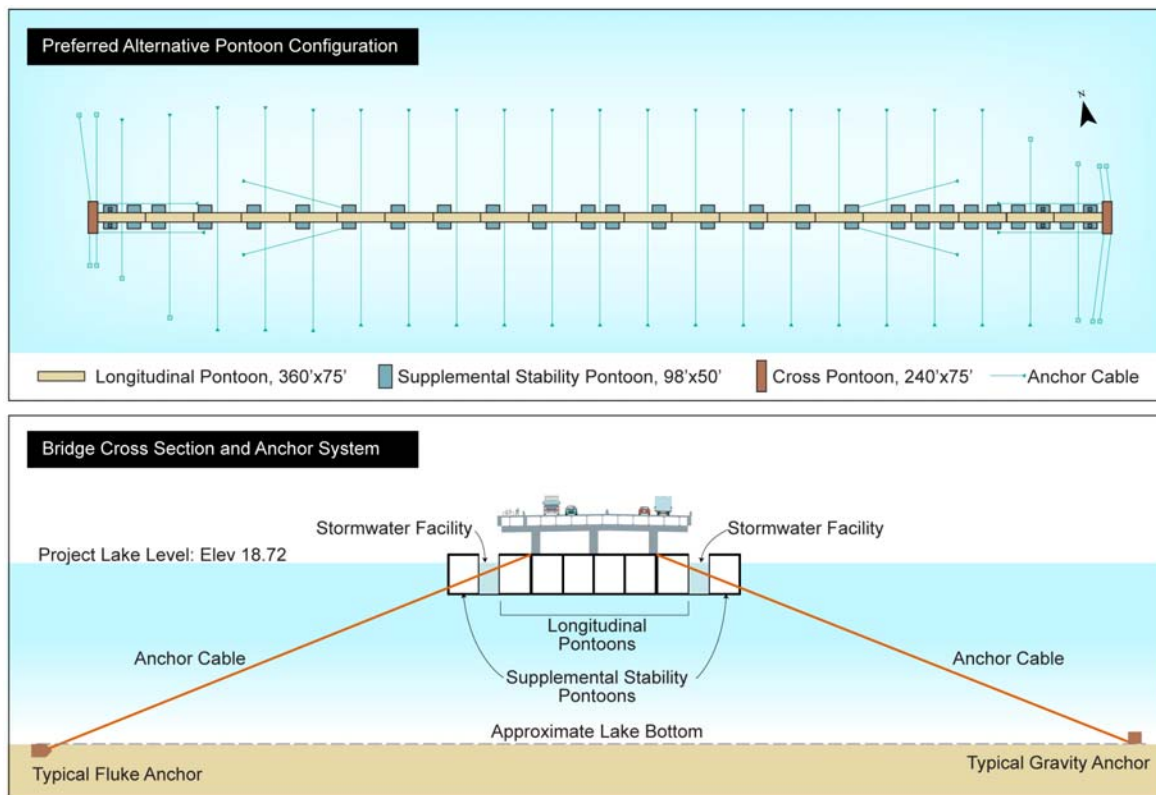 Preferred Alternative Pontoon Configuration
N
Longitudinal Pontoon, 360'x75'
Supplemental Stability Pontoon, 98'x50'
Cross Pontoon, 240'x75'
Anchor Cable
Bridge Cross Section and Anchor System
Stormwater Facility
Stormwater Facility
Project Lake Level: Elev 18.72
Longitudinal
Pontoons
Anchor Cable
Anchor Cable
Supplemental Stability
Pontoons
Approximate Lake Bottom
Typical Fluke Anchor
Typical Gravity Anchor